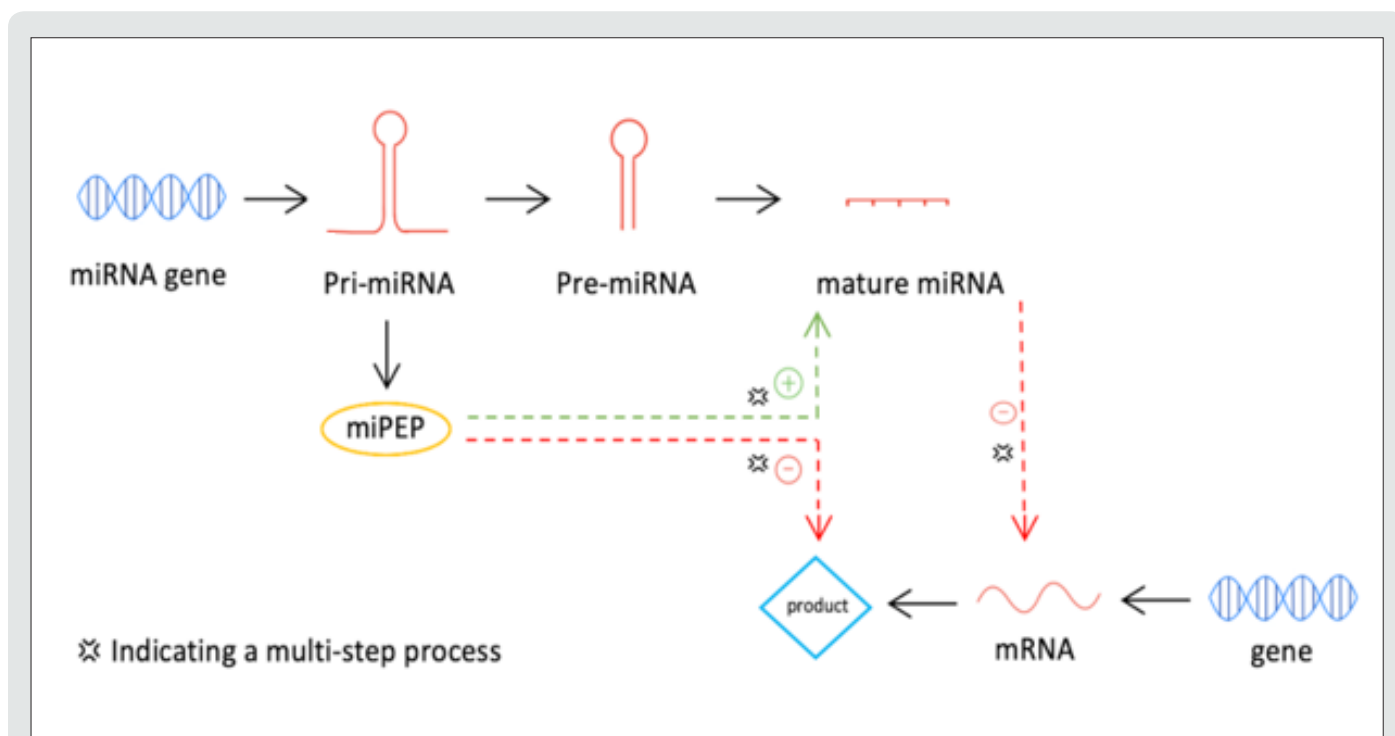 miRNA gene
Pri-miRNA
Pre-miRNA
mature miRNA
+
miPEP
-
-
product
mRNA
gene
※ Indicating a multi-step process